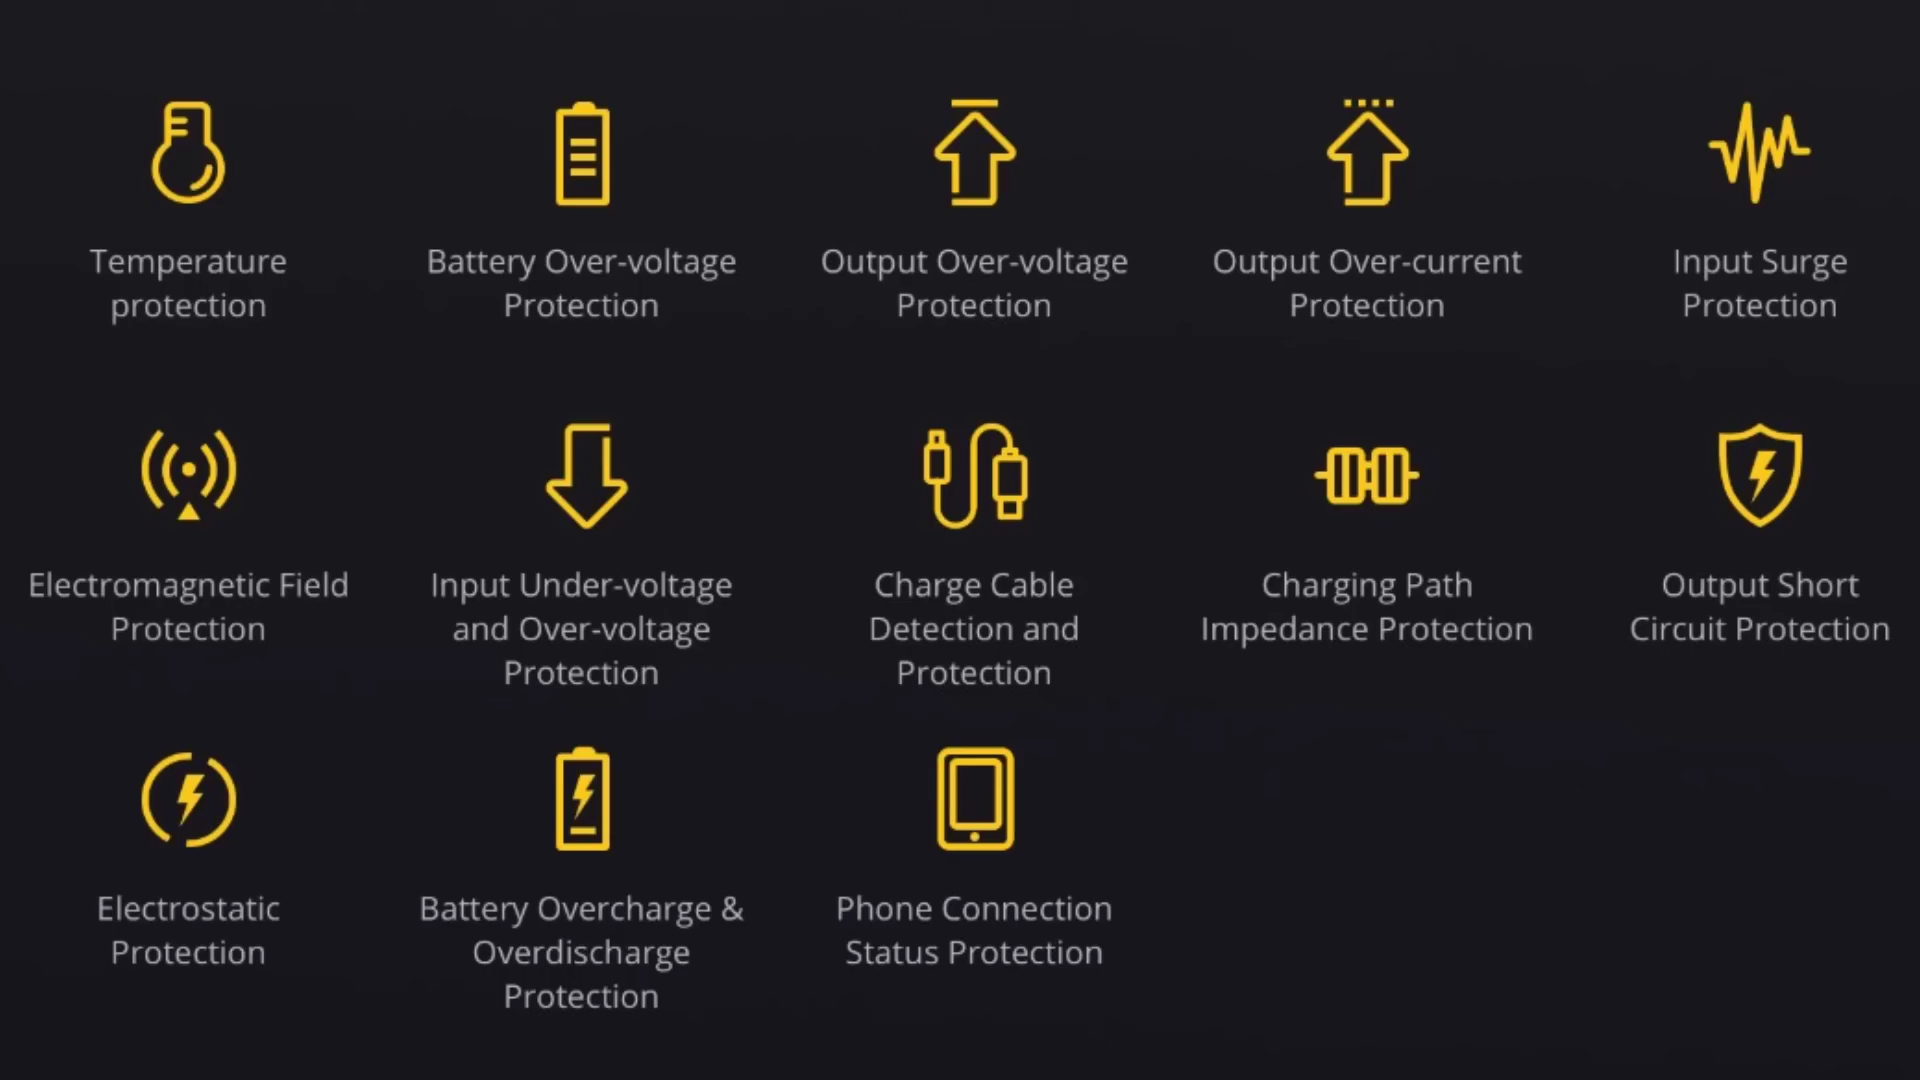 Temperature
protection
Battery Over-voltage
Protection
Output Over-voltage
Protection
Output Over-current
Protection
Input Surge
Protection
Electromagnetic Field
Protection
Input Under-voltage
and Over-voltage
Protection
Charge Cable
Detection and
Protection
Charging Path
Impedance Protection
Output Short
Circuit Protection
Electrostatic
Protection
Battery Overcharge &
Overdischarge
Protection
Phone Connection
Status Protection